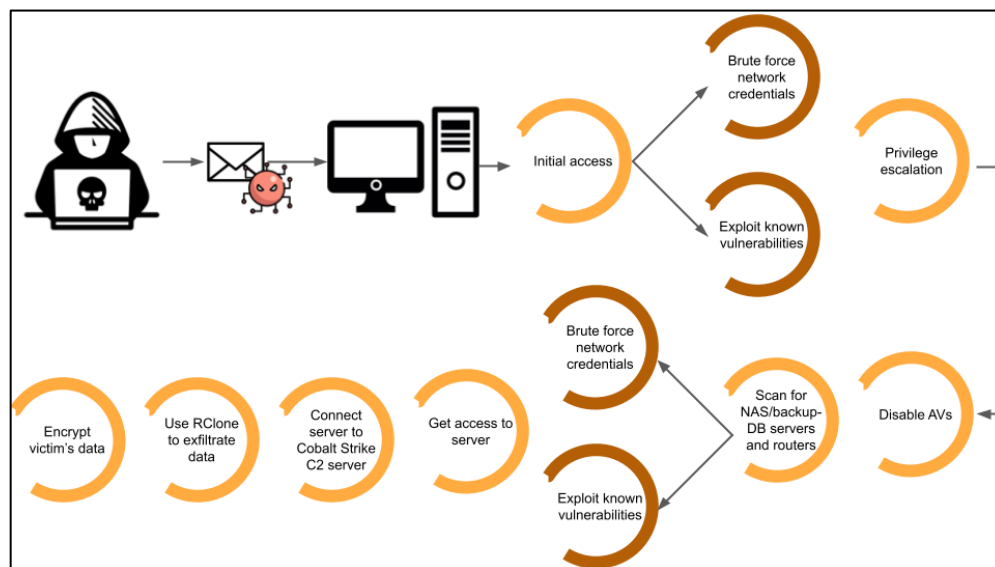 Brute force
network
credentials
Initial access
Privilege
escalation
Exploit known
vulnerabilities
Brute force
network
credentials
Encrypt
victim's data
Use RClone
to exfiltrate
data
Connect
server to
Cobalt Strike
C2 server
Get access to
server
Scan for
NAS/backup-
DB servers
and routers
Disable AVs
Exploit known
vulnerabilities